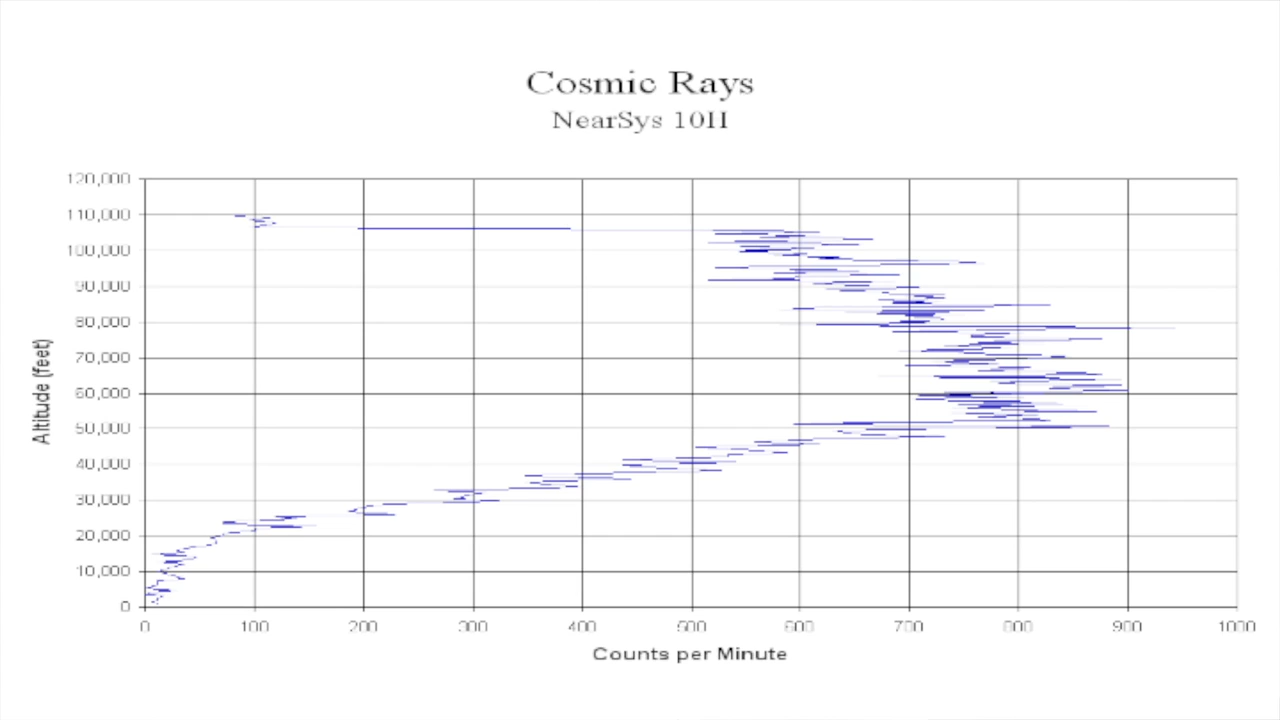 Cosmic Rays
NearSys 10H
120,000
110,000
100,000
90,000
80,000
70,000
60,000
50,000
40,000
30,000
20,000
10,000
0
Altitude (feet)
0 100 200 300 400 500 600 700 800 900 1000
Counts per Minute